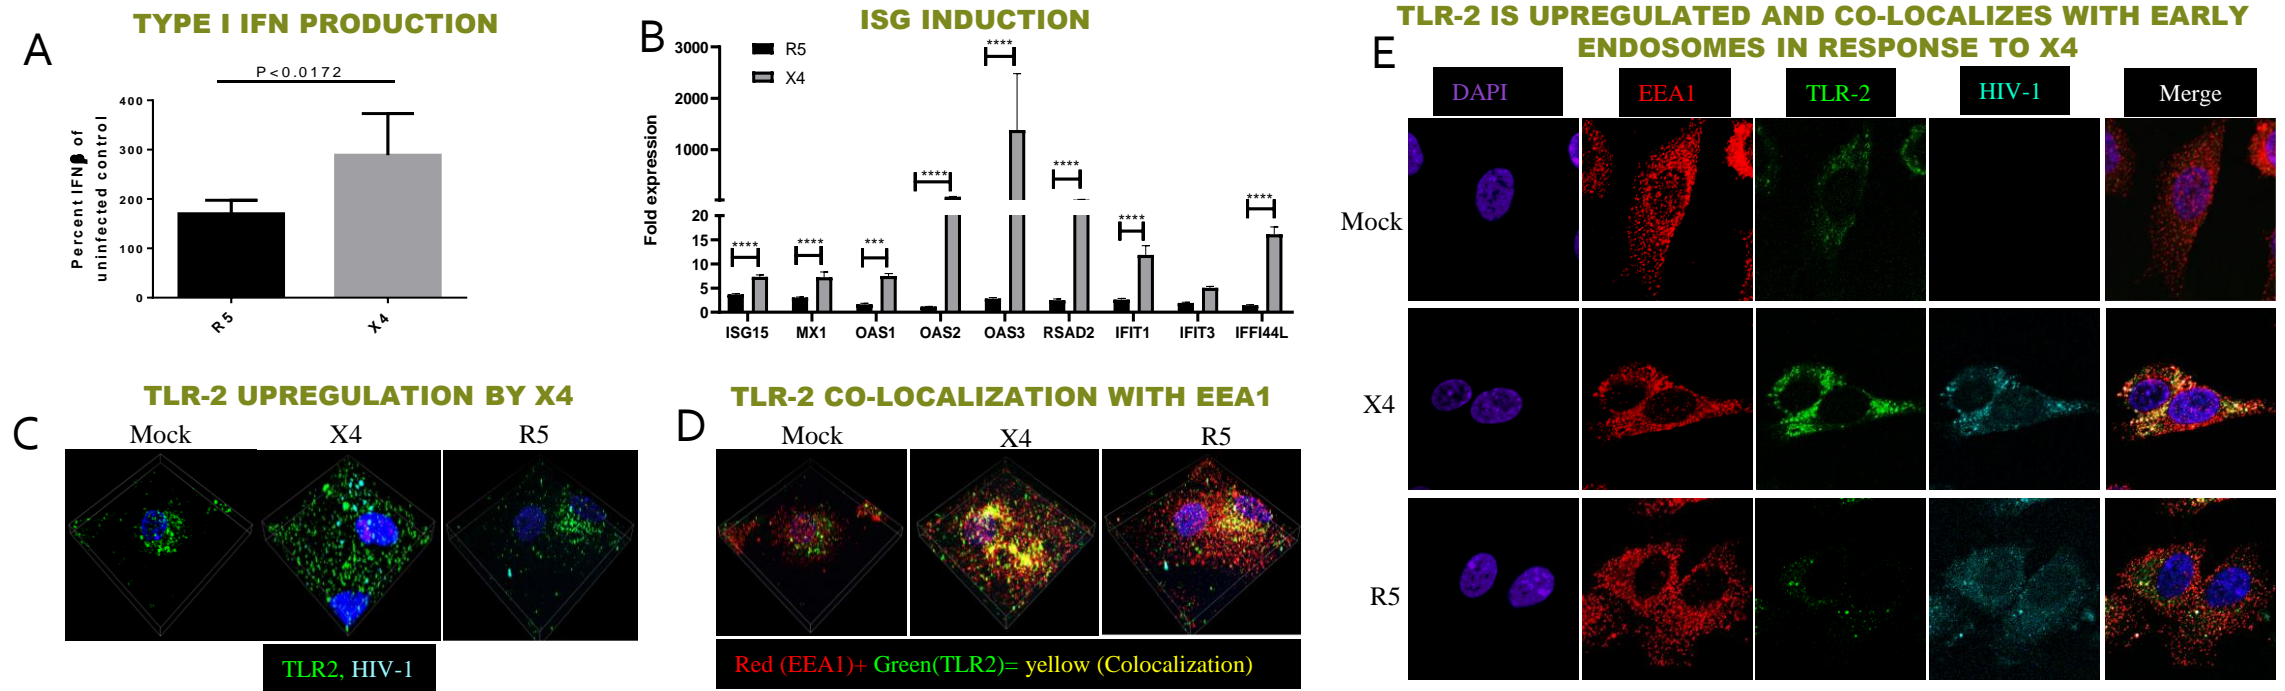 TYPE I IFN PRODUCTION
A
P<0.0172
Percent IFNβ of
uninfected control
400
300
200
100
0
R5
X4
ISG INDUCTION
B
R5
X4
Fold expression
3000
2000
1000
20
15
10
5
0
****
****
***
****
****
****
****
****
ISG15 MX1 OAS1 OAS2 OAS3 RSAD2 IFIT1 IFIT3 IFFI44L
TLR-2 UPREGULATION BY X4
C
Mock X4 R5
TLR2, HIV-1
TLR-2 CO-LOCALIZATION WITH EEA1
D
Mock X4 R5
Red (EEA1)+ Green(TLR2)= yellow (Colocalization)
TLR-2 IS UPREGULATED AND CO-LOCALIZES WITH EARLY
ENDOSOMES IN RESPONSE TO X4
E
DAPI EEA1 TLR-2 HIV-1 Merge
Mock
X4
R5